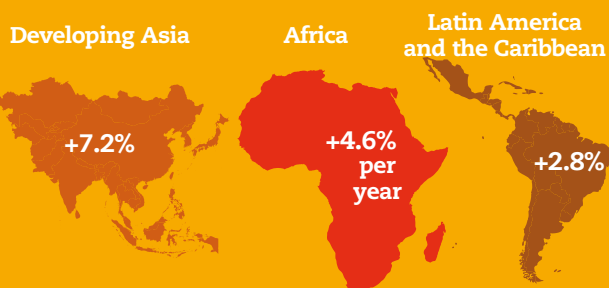 Developing Asia
+7.2%
Africa
+4.6%
per
year
Latin America
and the Caribbean
+2.8%